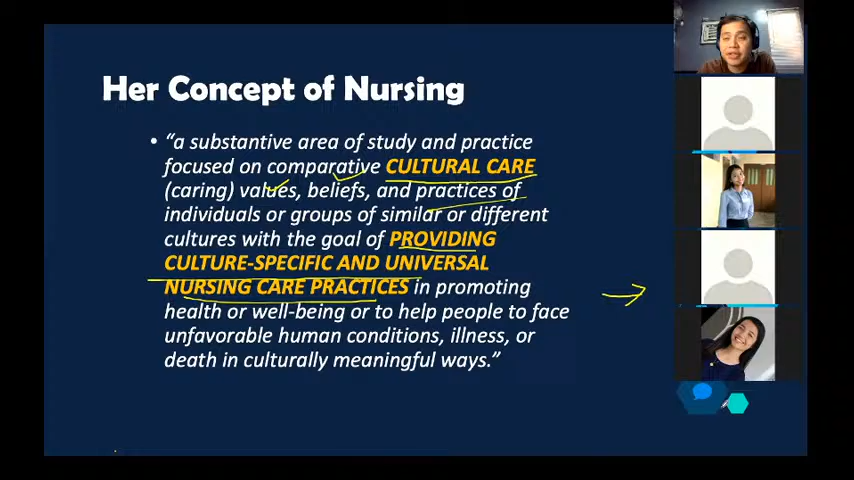 Her Concept of Nursing
• “a substantive area of study and practice
focused on comparative CULTURAL CARE
(caring) values, beliefs, and practices of
individuals or groups of similar or different
cultures with the goal of PROVIDING
CULTURE-SPECIFIC AND UNIVERSAL
NURSING CARE PRACTICES in promoting
health or well-being or to help people to face
unfavorable human conditions, illness, or
death in culturally meaningful ways.”